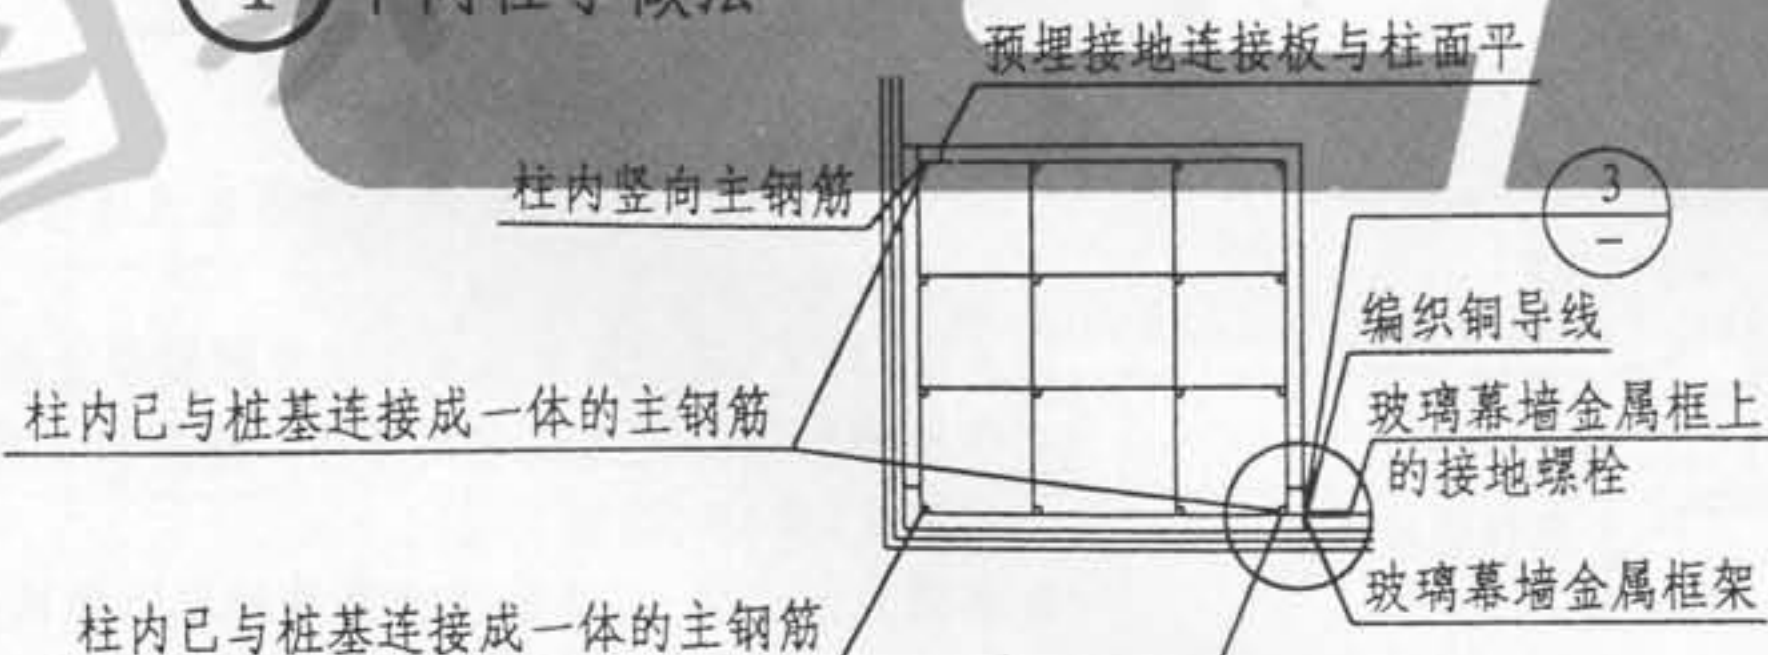 预埋接地连接板与柱面平
柱内竖向主钢筋
3
—
编织铜导线
柱内已与桩基连接成一体的主钢筋
玻璃幕墙金属框上
的接地螺栓
玻璃幕墙金属框架
柱内已与桩基连接成一体的主钢筋